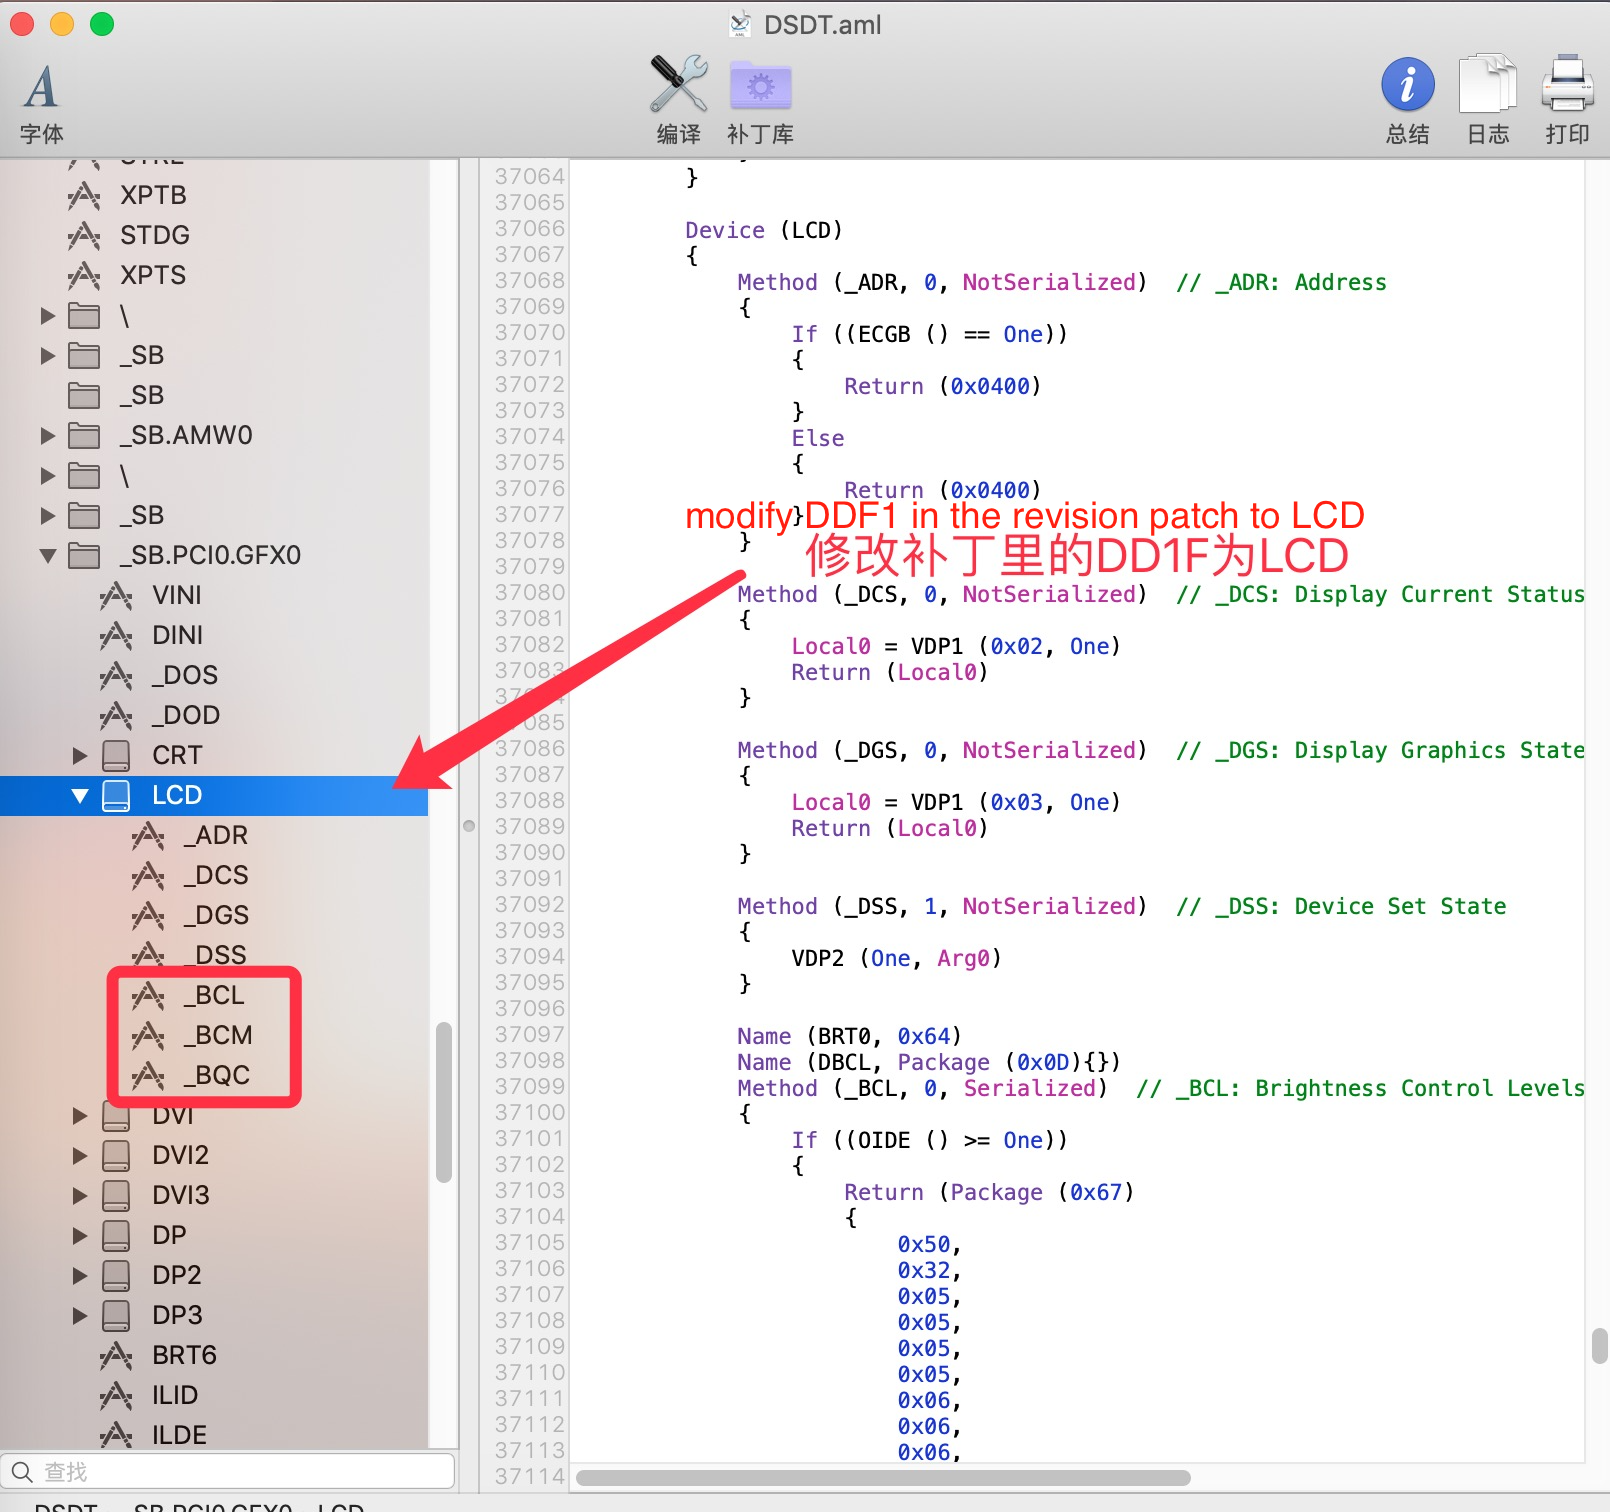 DSDT.aml
字体
编译
补丁库
总结
日志
打印
XPTB
STDG
XPTS
\
_SB
_SB
_SB.AMW0
\
_SB
_SB.PCI0.GFX0
VINI
DINI
_DOS
_DOD
CRT
LCD
_ADR
_DCS
_DGS
_DSS
_BCL
_BCM
_BQC
DVI
DVI2
DVI3
DP
DP2
DP3
BRT6
ILID
ILDE
查找
DSDT _SB.PCI0.GFX0 LCD
37064 }
37065
37066 Device (LCD)
37067 {
37068 Method (_ADR, 0, NotSerialized) // _ADR: Address
37069 {
37070 If ((ECGB () == One))
37071 {
37072 Return (0x0400)
37073 }
37074 Else
37075 {
37076 Return (0x0400)
37077 }
modify DDF1 in the revision patch to LCD
37078 }
修改补丁里的DD1F为LCD
37079
37080 Method (_DCS, 0, NotSerialized) // _DCS: Display Current Status
37081 {
37082 Local0 = VDP1 (0x02, One)
37083 Return (Local0)
}
37086 Method (_DGS, 0, NotSerialized) // _DGS: Display Graphics State
37087 {
37088 Local0 = VDP1 (0x03, One)
37089 Return (Local0)
37090 }
37091
37092 Method (_DSS, 1, NotSerialized) // _DSS: Device Set State
37093 {
37094 VDP2 (One, Arg0)
37095 }
37096
37097 Name (BRT0, 0x64)
37098 Name (DBCL, Package (0x0D){})
37099 Method (_BCL, 0, Serialized) // _BCL: Brightness Control Levels
37100 {
37101 If ((OIDE () >= One))
37102 {
37103 Return (Package (0x67)
37104 {
37105 0x50,
37106 0x32,
37107 0x05,
37108 0x05,
37109 0x05,
37110 0x05,
37111 0x06,
37112 0x06,
37113 0x06,
37114